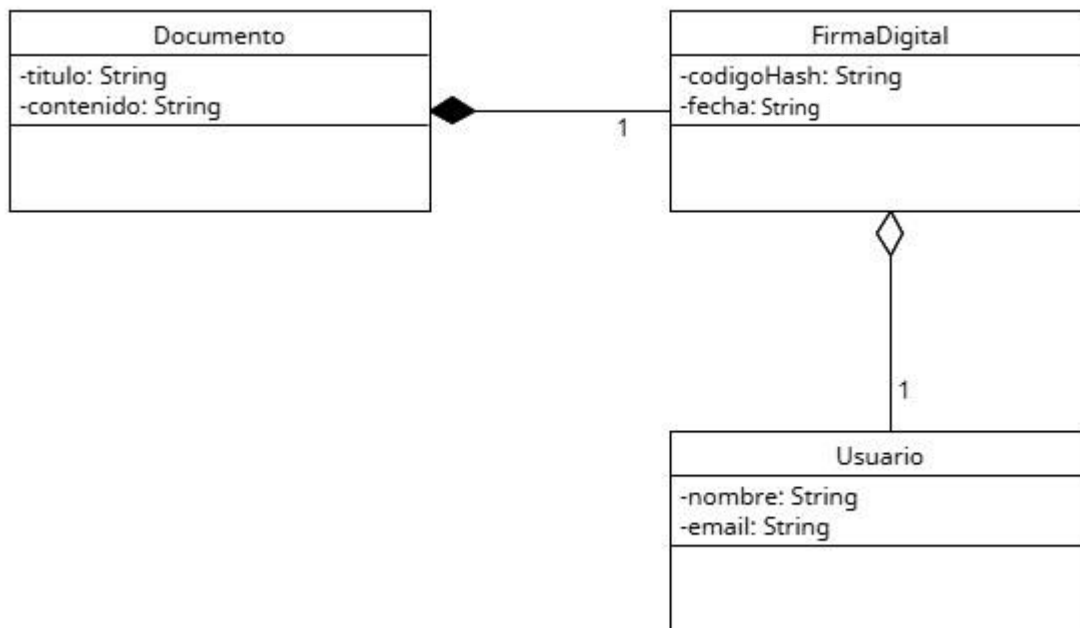 Documento
-titulo: String
-contenido: String
1
FirmaDigital
-codigoHash: String
-fecha: String
1
Usuario
-nombre: String
-email: String